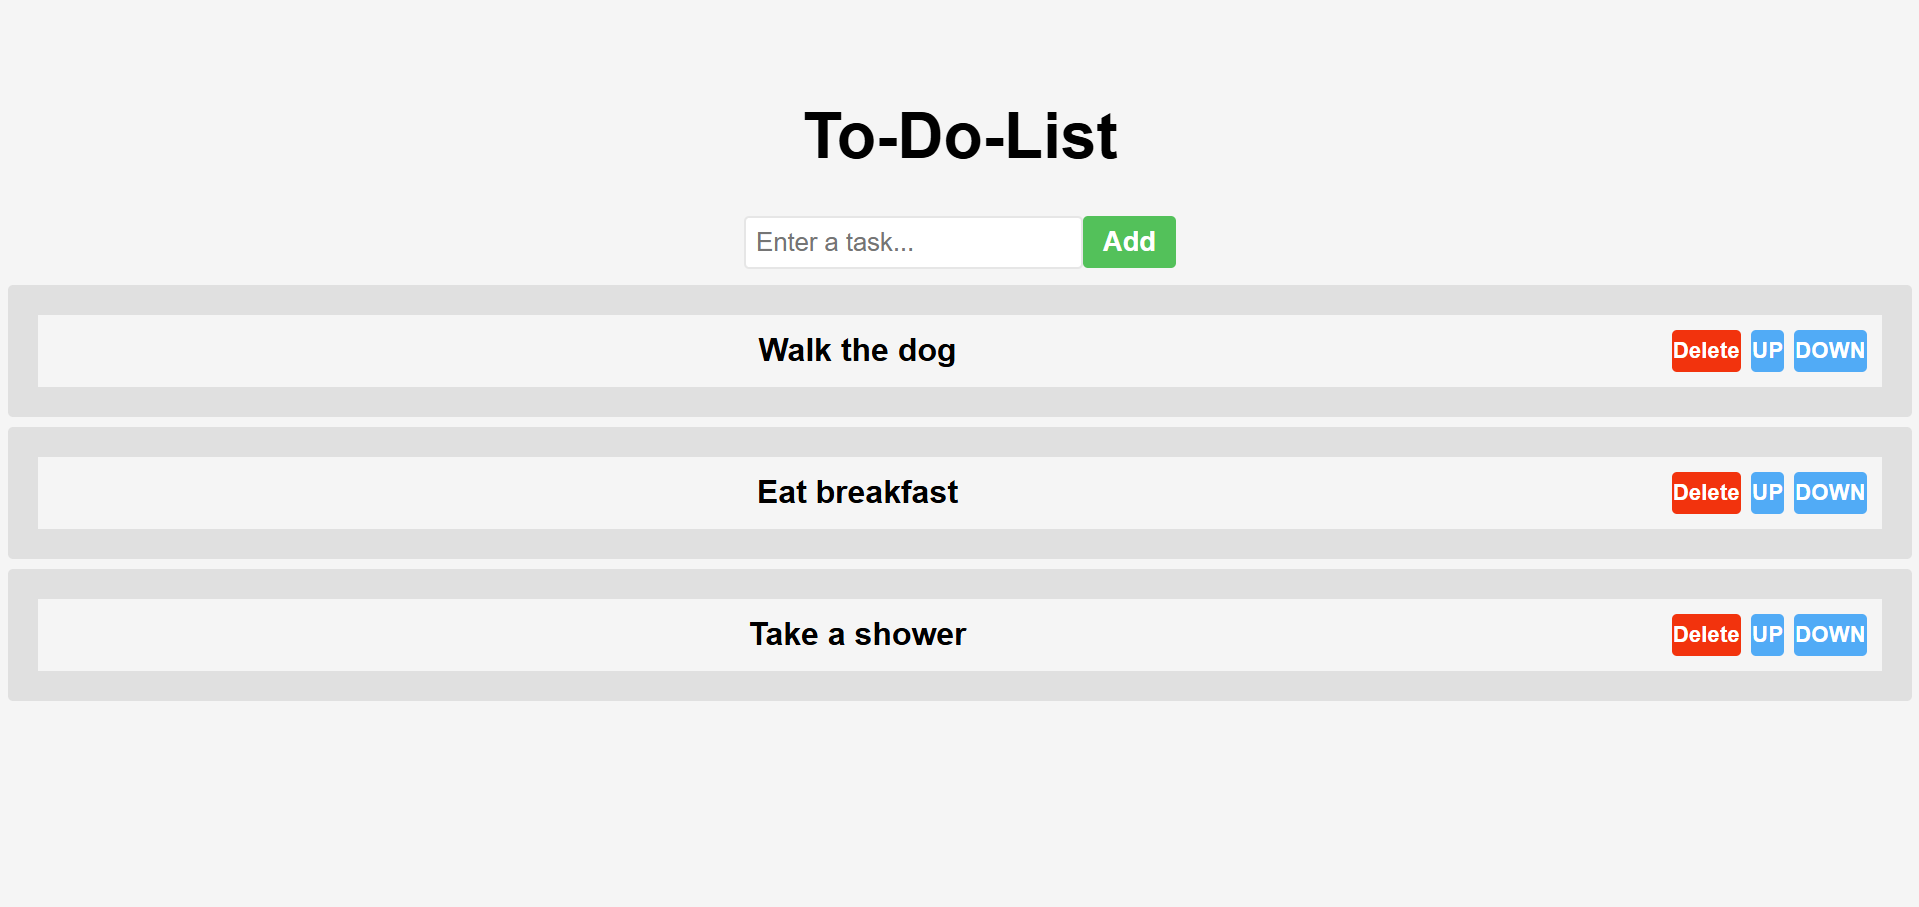 To-Do-List
Enter a task... Add
Walk the dog Delete UP DOWN
Eat breakfast Delete UP DOWN
Take a shower Delete UP DOWN